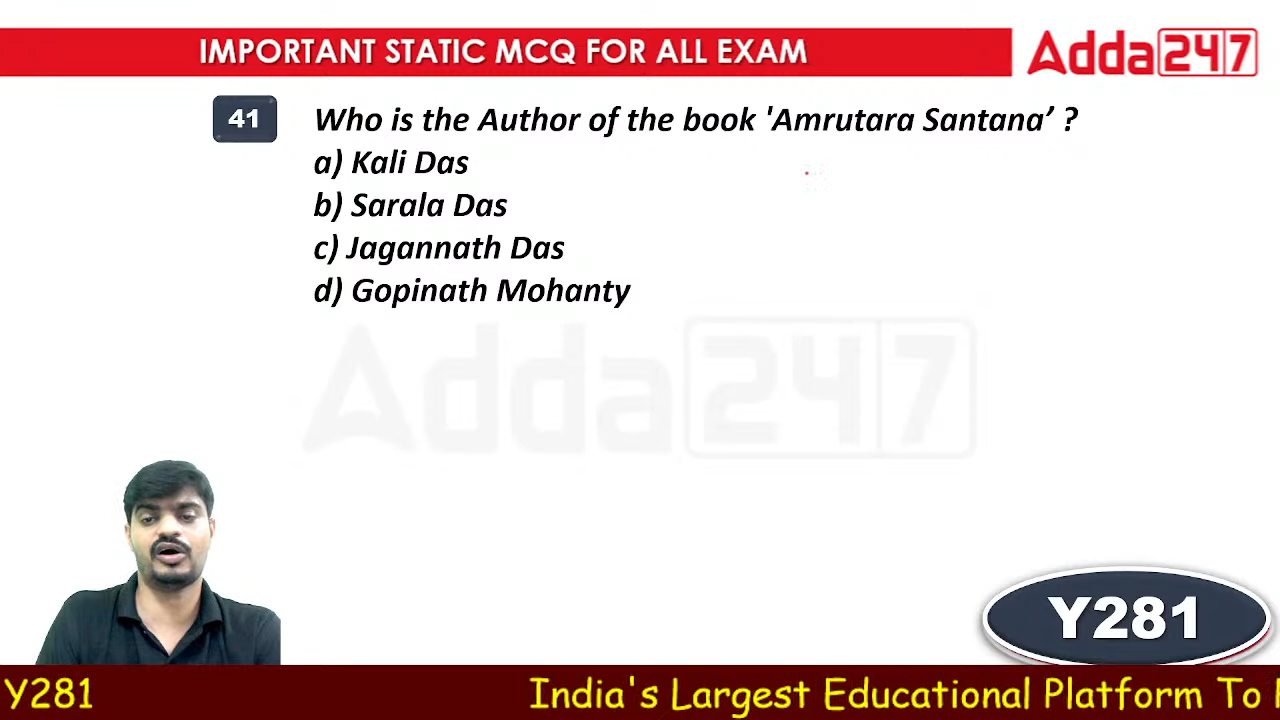 IMPORTANT STATIC MCQ FOR ALL EXAM
Adda247
41
Who is the Author of the book 'Amrutara Santana’ ?
a) Kali Das
b) Sarala Das
c) Jagannath Das
d) Gopinath Mohanty
Adda247
Y281
Y281 India's Largest Educational Platform To